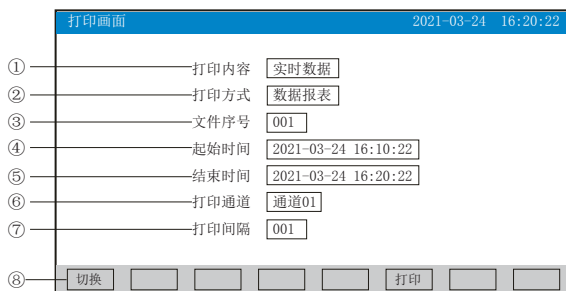 打印画面 2021-03-24 16:20:22
① 打印内容 实时数据
② 打印方式 数据报表
③ 文件序号 001
④ 起始时间 2021-03-24 16:10:22
⑤ 结束时间 2021-03-24 16:20:22
⑥ 打印通道 通道01
⑦ 打印间隔 001
⑧ 切换 打印